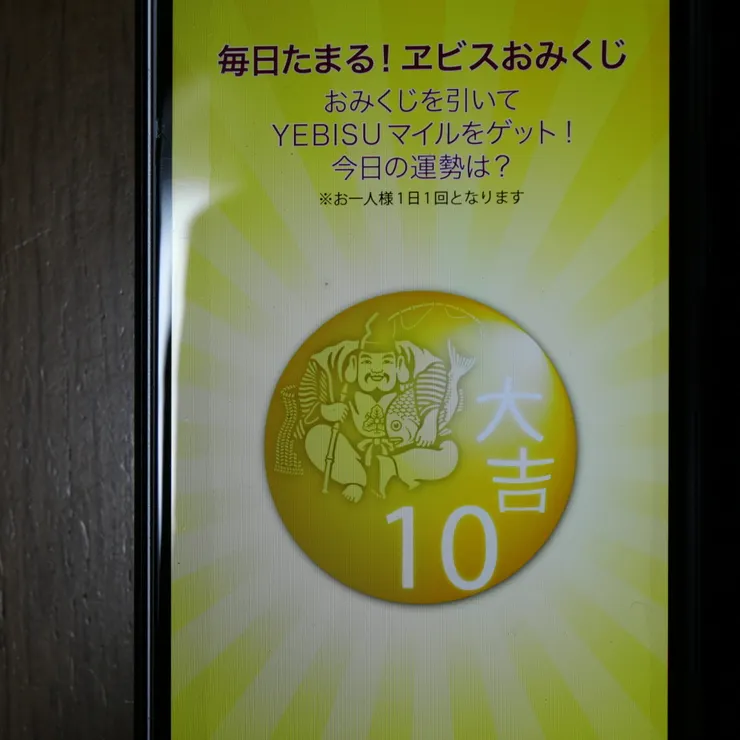 毎日たまる！ヱビスおみくじ
おみくじを引いて
YEBISUマイルをゲット！
今日の運勢は？
※お一人様1日1回となります
大吉
10